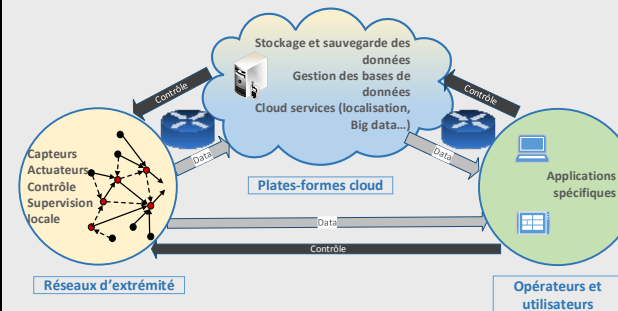 Stockage et sauvegarde des
données
Gestion des bases de
données
Cloud services (localisation,
Big data…)
Contrôle
Contrôle
Data
Data
Capteurs
Actuateurs
Contrôle
Supervision
locale
Plates-formes cloud
Applications
spécifiques
Data
Contrôle
Réseaux d'extrémité
Opérateurs et
utilisateurs